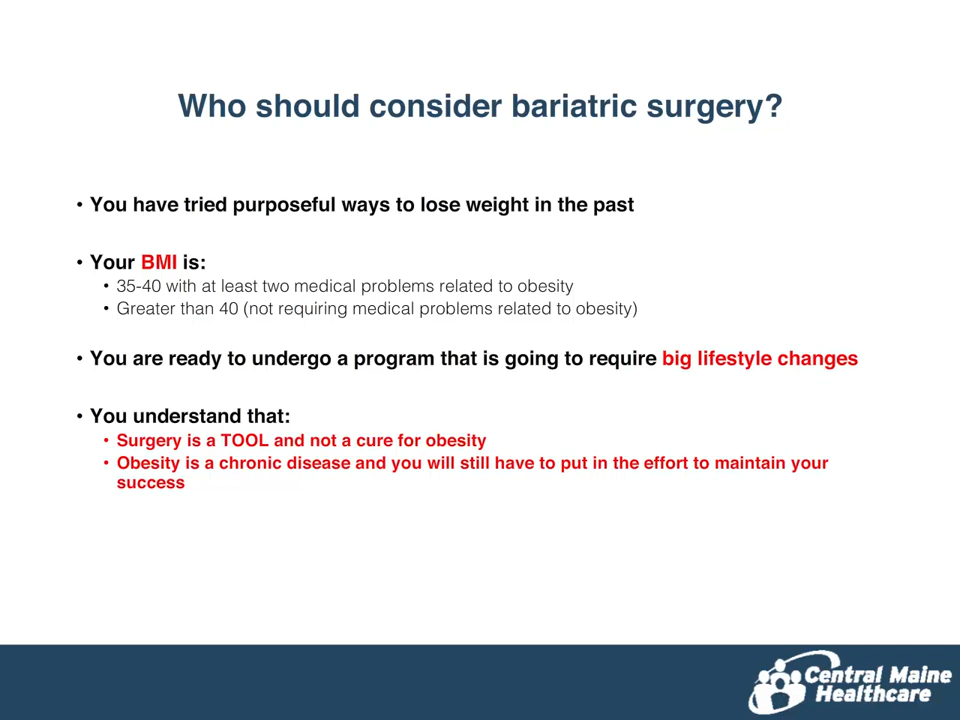 Who should consider bariatric surgery?
• You have tried purposeful ways to lose weight in the past
• Your BMI is:
• 35-40 with at least two medical problems related to obesity
• Greater than 40 (not requiring medical problems related to obesity)
• You are ready to undergo a program that is going to require big lifestyle changes
• You understand that:
• Surgery is a TOOL and not a cure for obesity
• Obesity is a chronic disease and you will still have to put in the effort to maintain your
success
Central Maine
Healthcare